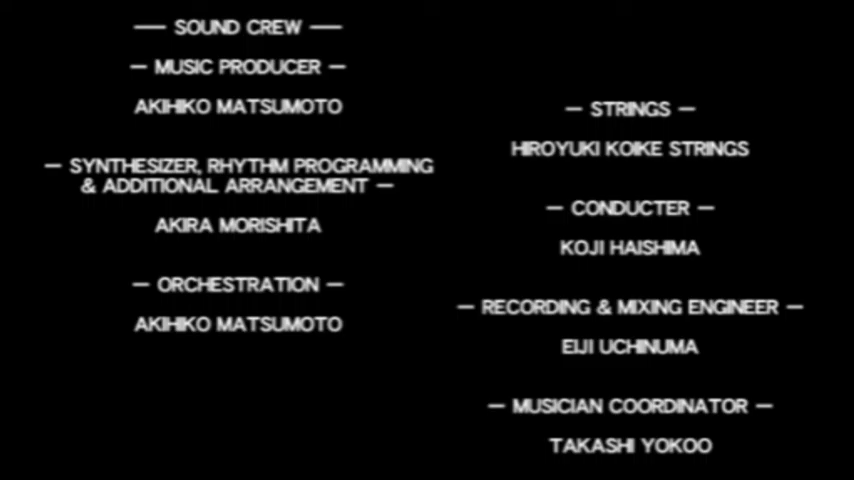 — SOUND CREW —
— MUSIC PRODUCER —
AKIHIKO MATSUMOTO
— SYNTHESIZER, RHYTHM PROGRAMMING
& ADDITIONAL ARRANGEMENT —
AKIRA MORISHITA
— ORCHESTRATION —
AKIHIKO MATSUMOTO
— STRINGS —
HIROYUKI KOIKE STRINGS
— CONDUCTER —
KOJI HAISHIMA
— RECORDING & MIXING ENGINEER —
EIJI UCHINUMA
— MUSICIAN COORDINATOR —
TAKASHI YOKOO